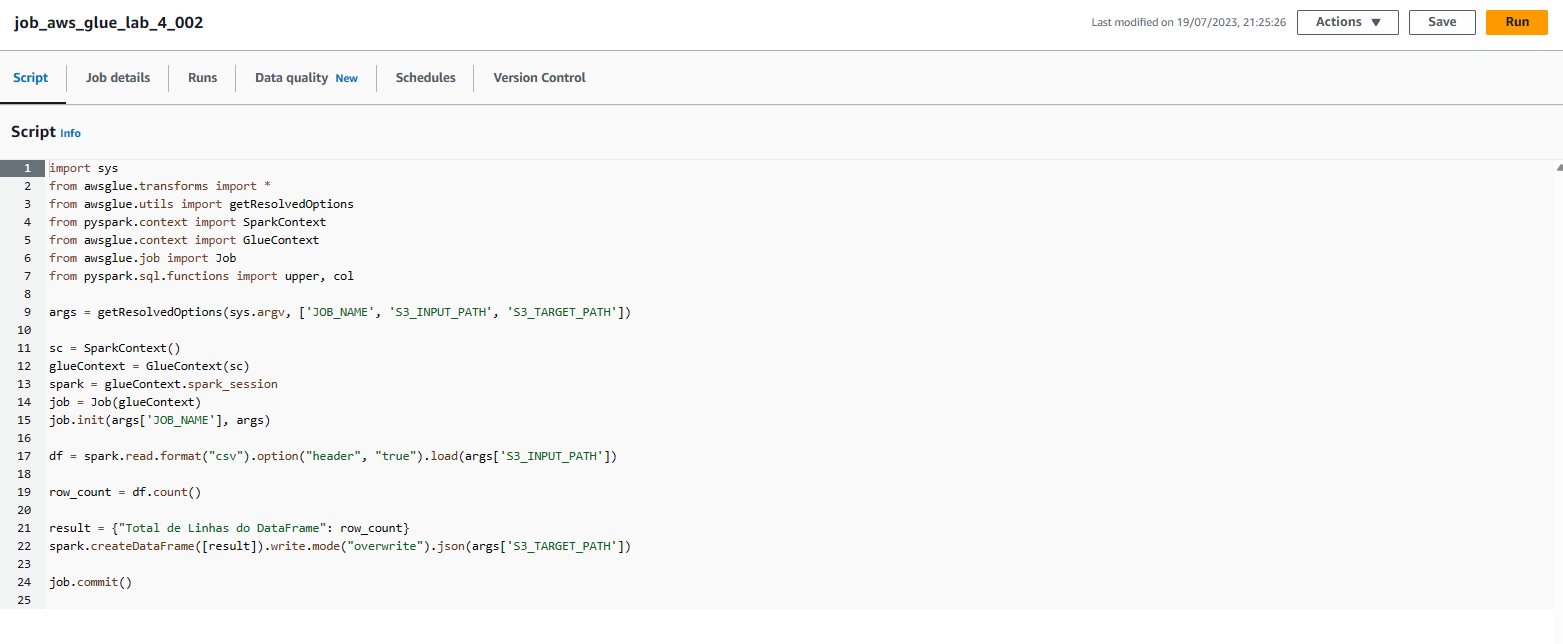 job_aws_glue_lab_4_002 Last modified on 19/07/2023, 21:25:26 Actions ▼ Save Run
Script Job details Runs Data quality New Schedules Version Control
Script Info
1 import sys
2 from awsglue.transforms import *
3 from awsglue.utils import getResolvedOptions
4 from pyspark.context import SparkContext
5 from awsglue.context import GlueContext
6 from awsglue.job import Job
7 from pyspark.sql.functions import upper, col
8
9 args = getResolvedOptions(sys.argv, ['JOB_NAME', 'S3_INPUT_PATH', 'S3_TARGET_PATH'])
10
11 sc = SparkContext()
12 glueContext = GlueContext(sc)
13 spark = glueContext.spark_session
14 job = Job(glueContext)
15 job.init(args['JOB_NAME'], args)
16
17 df = spark.read.format("csv").option("header", "true").load(args['S3_INPUT_PATH'])
18
19 row_count = df.count()
20
21 result = {"Total de Linhas do DataFrame": row_count}
22 spark.createDataFrame([result]).write.mode("overwrite").json(args['S3_TARGET_PATH'])
23
24 job.commit()
25